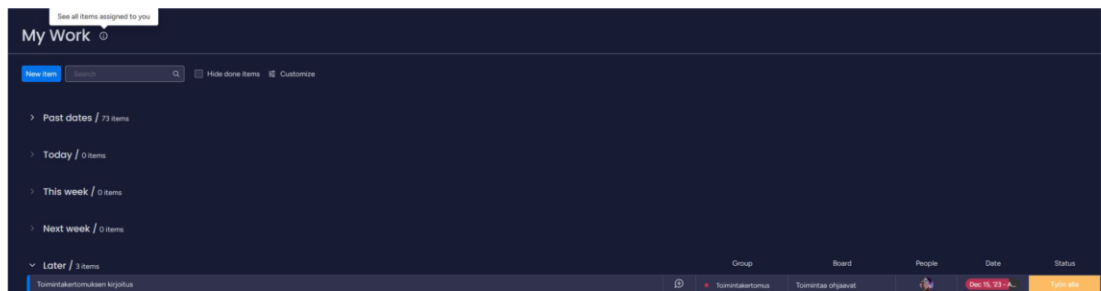 See all items assigned to you
My Work
New item Search Hide done items Customize
Past dates / 73 items
Today / 0 items
This week / 0 items
Next week / 0 items
Later / 3 items Group Board People Date Status
Toimintakertomuksen kirjoitus Toimintakertomus Toimintaa ohjaavat Dec 15, '23 - A... Työn alla